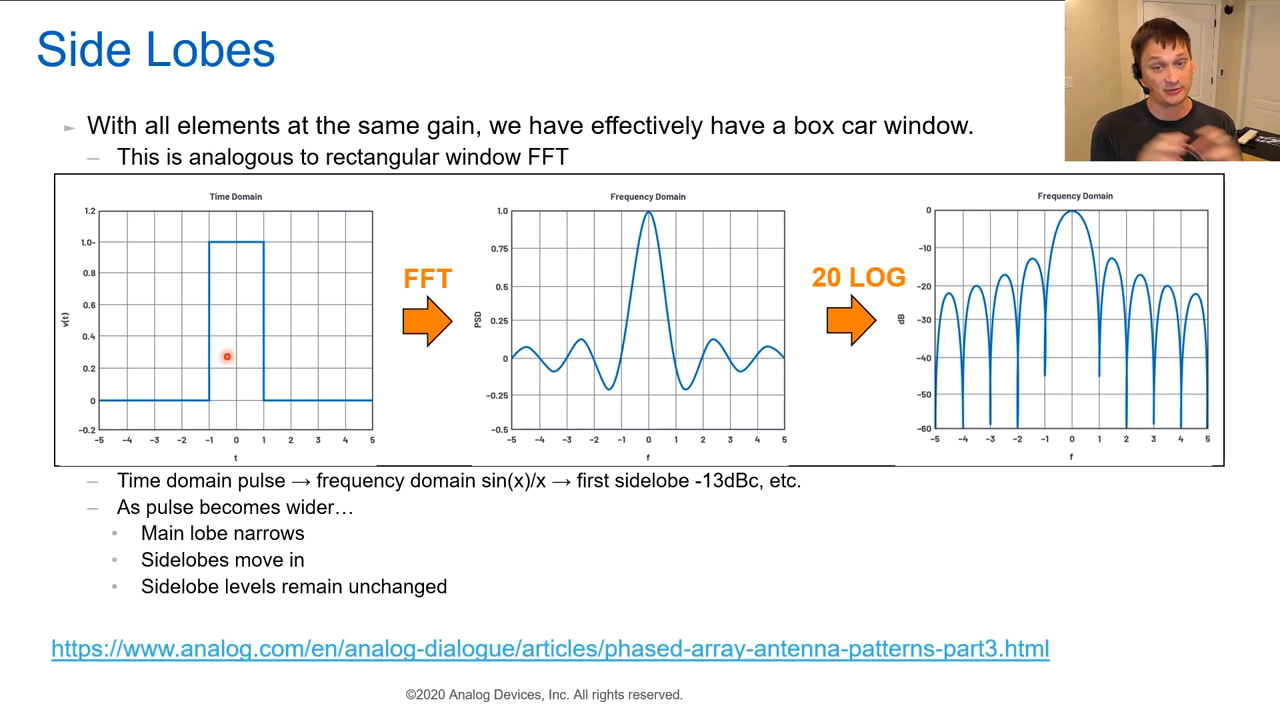 Side Lobes
► With all elements at the same gain, we have effectively have a box car window.
– This is analogous to rectangular window FFT
Time Domain
1.2
1.0-
0.8
0.6
0.4
0.2
0
-0.2
v(t)
-5 -4 -3 -2 -1 0 1 2 3 4 5
t
FFT
Frequency Domain
1.0
0.75
0.5
0.25
0
-0.25
-0.5
PSD
-5 -4 -3 -2 -1 0 1 2 3 4 5
f
20 LOG
Frequency Domain
0
-10
-20
-30
-40
-50
-60
dB
-5 -4 -3 -2 -1 0 1 2 3 4 5
f
– Time domain pulse → frequency domain sin(x)/x → first sidelobe -13dBc, etc.
– As pulse becomes wider…
• Main lobe narrows
• Sidelobes move in
• Sidelobe levels remain unchanged
https://www.analog.com/en/analog-dialogue/articles/phased-array-antenna-patterns-part3.html
©2020 Analog Devices, Inc. All rights reserved.